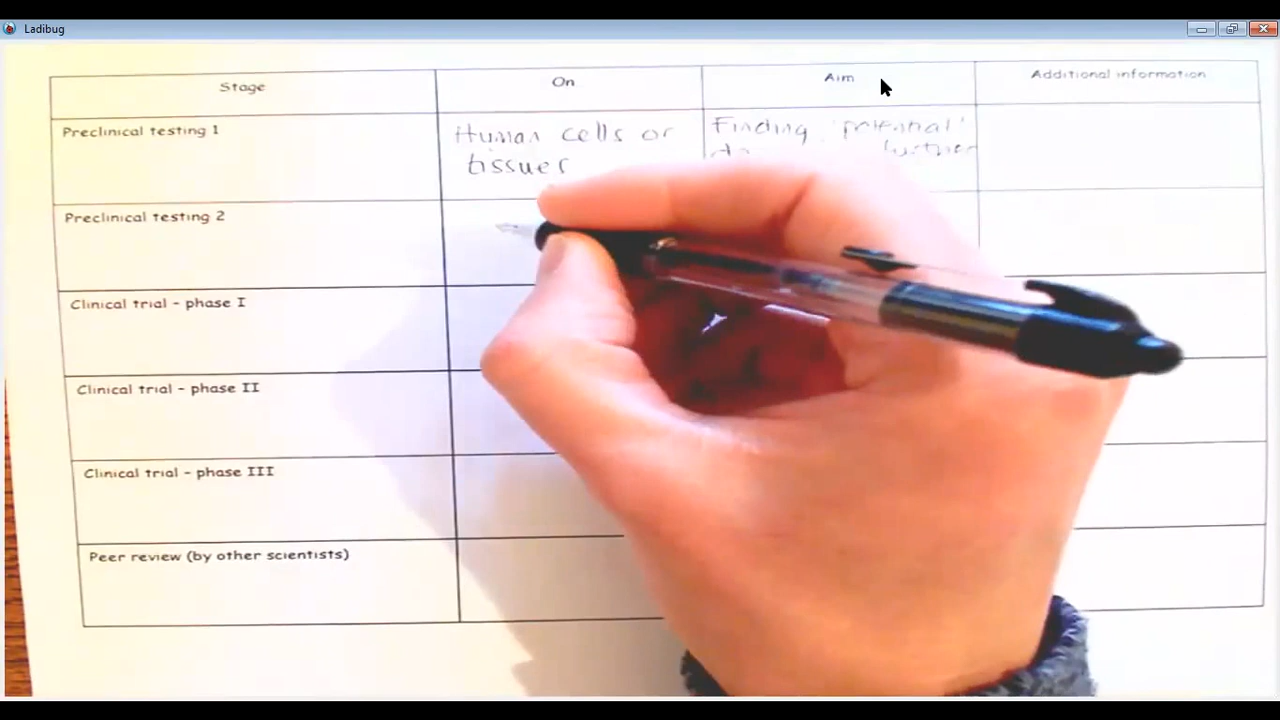 Ladibug
Stage
On
Aim
Additional information
Preclinical testing 1
Human cells or
tissues
Finding 'potential'
further
Preclinical testing 2
Clinical trial - phase I
Clinical trial - phase II
Clinical trial - phase III
Peer review (by other scientists)